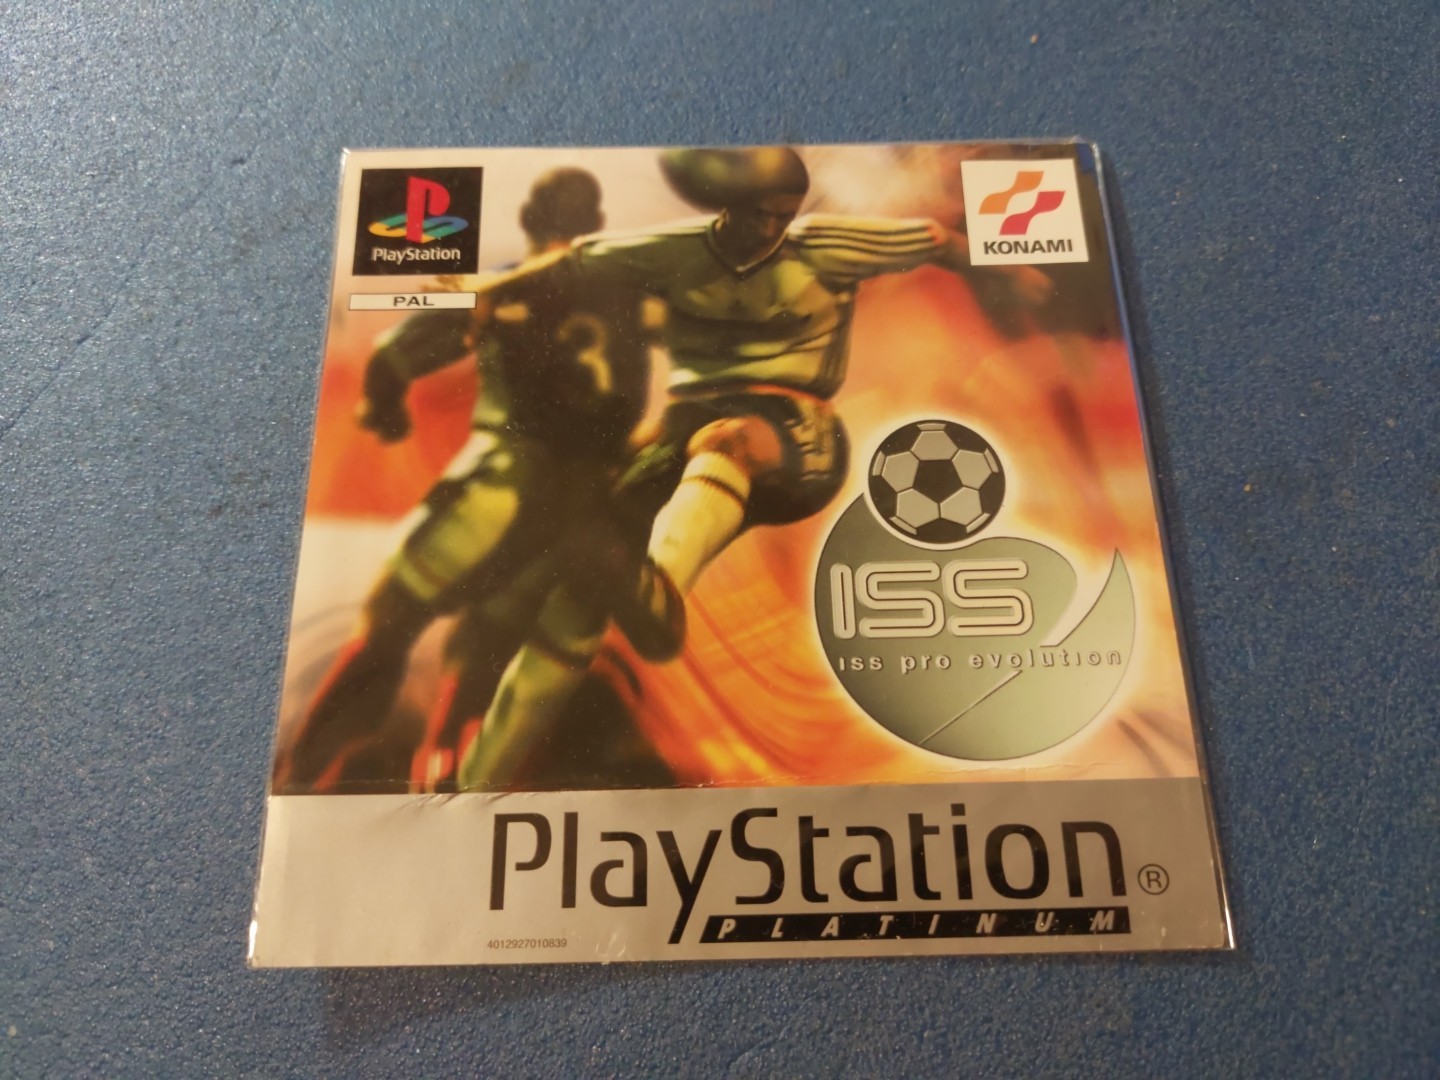 PlayStation
PAL
KONAMI
3
ISS
iss pro evolution
PlayStation®
PLATINUM
4012927010839